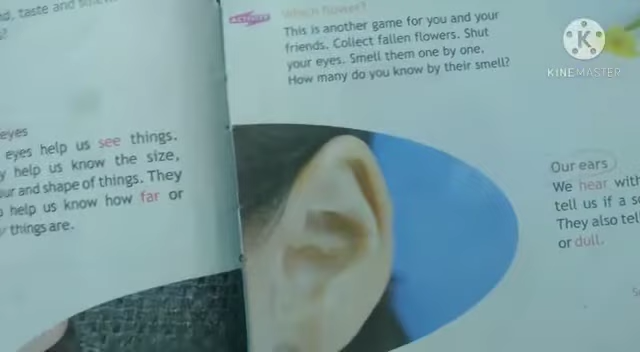 taste and
eyes
eyes help us see things.
help us know the size,
and shape of things. They
help us know how far or
things are.
ACTIVITY
Which flower?
This is another game for you and your
friends. Collect fallen flowers. Shut
your eyes. Smell them one by one.
How many do you know by their smell?
K
KINEMASTER
Our ears
We hear with
tell us if a
They also tell
or dull.